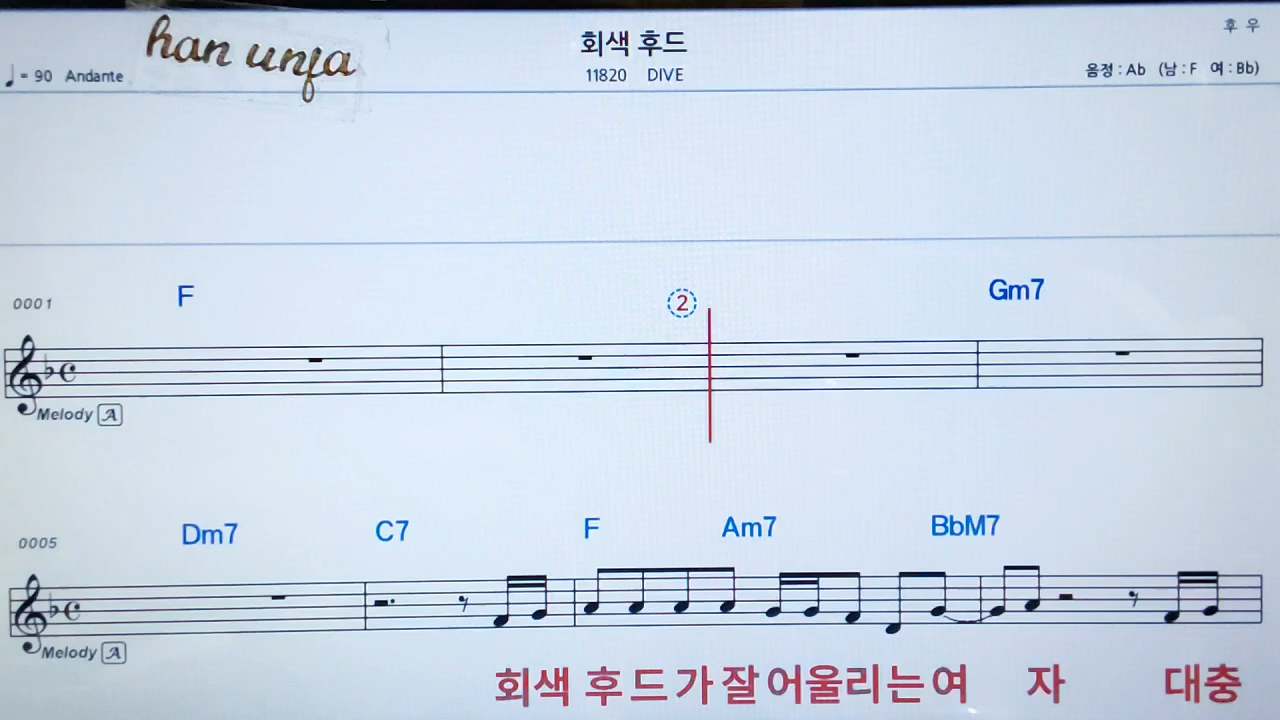 han unja
회색 후드
후 우
♩= 90 Andante
11820 DIVE
음정 : Ab (남 : F 여 : Bb)
0001 F ② Gm7
Melody A
0005 Dm7 C7 F Am7 BbM7
Melody A
회색 후드가 잘 어울리는 여 자 대충